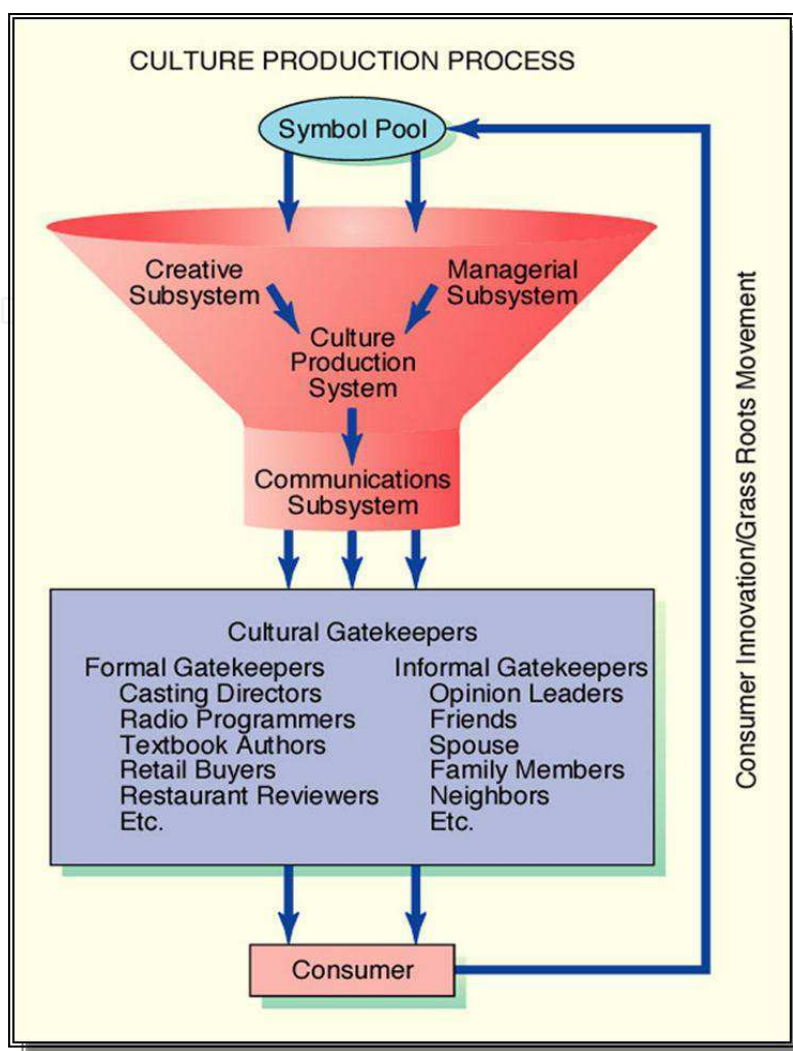 CULTURE PRODUCTION PROCESS
Symbol Pool
Creative
Subsystem
Managerial
Subsystem
Culture
Production
System
Communications
Subsystem
Cultural Gatekeepers
Formal Gatekeepers
Casting Directors
Radio Programmers
Textbook Authors
Retail Buyers
Restaurant Reviewers
Etc.
Informal Gatekeepers
Opinion Leaders
Friends
Spouse
Family Members
Neighbors
Etc.
Consumer
Consumer Innovation/Grass Roots Movement